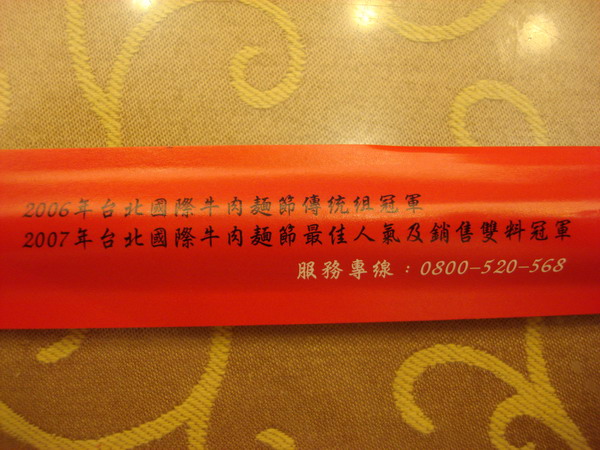 2006年台北國際牛肉麵節傳統組冠軍
2007年台北國際牛肉麵節最佳人氣及銷售雙料冠軍
服務專線：0800-520-568